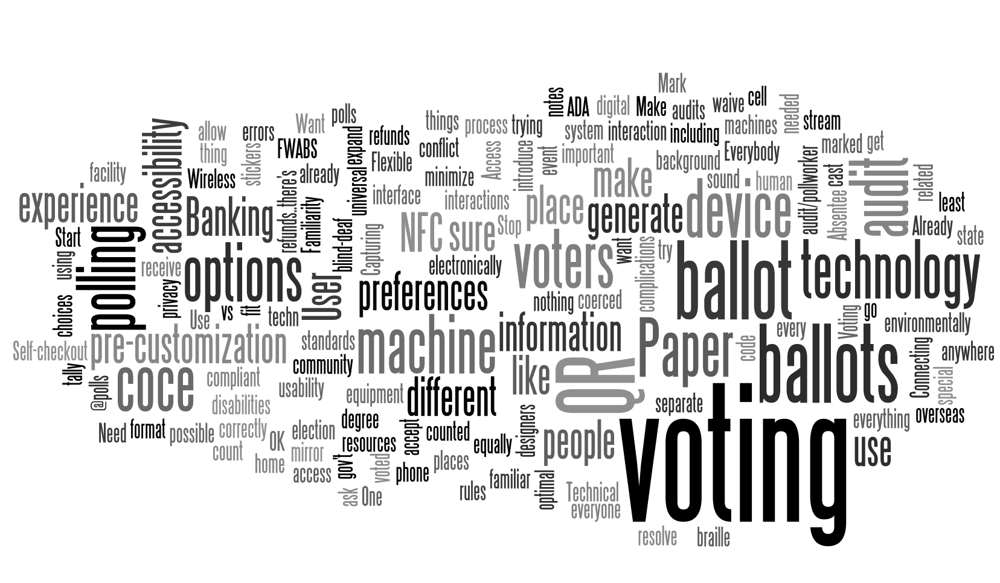 Mark
notes
ADA
digital
Make
audits
waive
cell
needed
stream
polls
Want
things
process
trying
system
interaction
including
machines
accessibility
allow
errors
expand
refunds
thing
stickers
FWABS
conflict
Access
introduce
event
important
background
Everybody
audit/pollworker
marked
get
facility
Wireless
already
Flexible
minimize
sound
human
cast
audit
related
experience
Banking
refunds..there's
Familiarity
universal
interface
interactions
place
make
generate
device
Absentee
least
Start
polling
blind-deaf
Capturing
NFC
sure
Stop
Already
state
using
receive
options
User
electronically
voters
want
complications
try
ballot
technology
choices
privacy
Use
vs
fit
techn
preferences
nothing
coerced
every
Voting
go
environmentally
Self-checkout
pre-customization
standards
machine
information
Paper
code
ballots
Connecting
anywhere
tally
@polls
coce
compliant
community
usability
like
QR
special
disabilities
equipment
different
separate
Need
format
possible
correctly
OK
election
degree
accept
counted
equally
designers
people
voting
everything
overseas
use
count
home
mirror
resources
access
gov't
voted
phone
places
ask
One
rules
familiar
optimal
Technical
everyone
resolve
braille